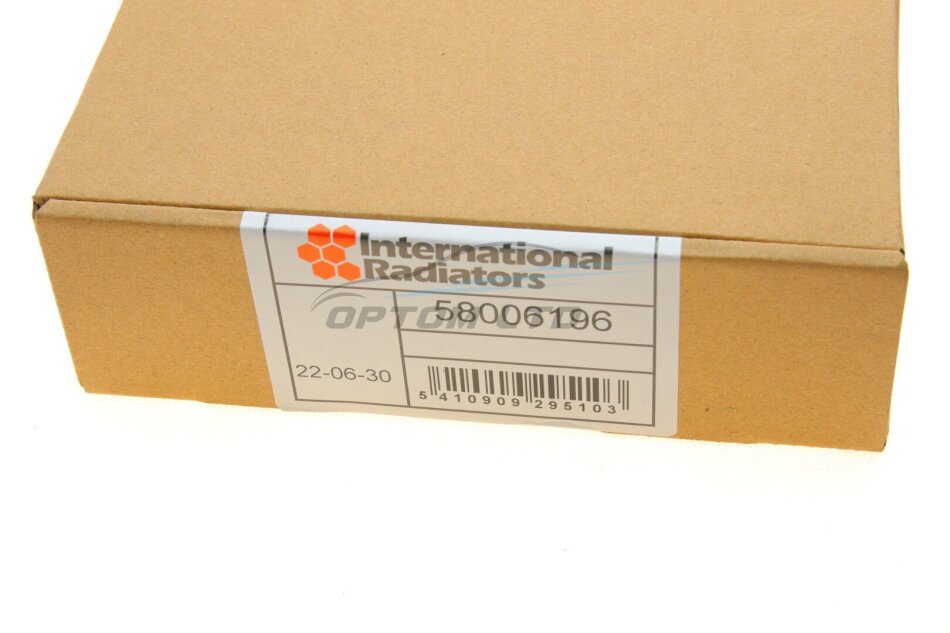 International
Radiators
58006196
22-06-30
5 410909 295103